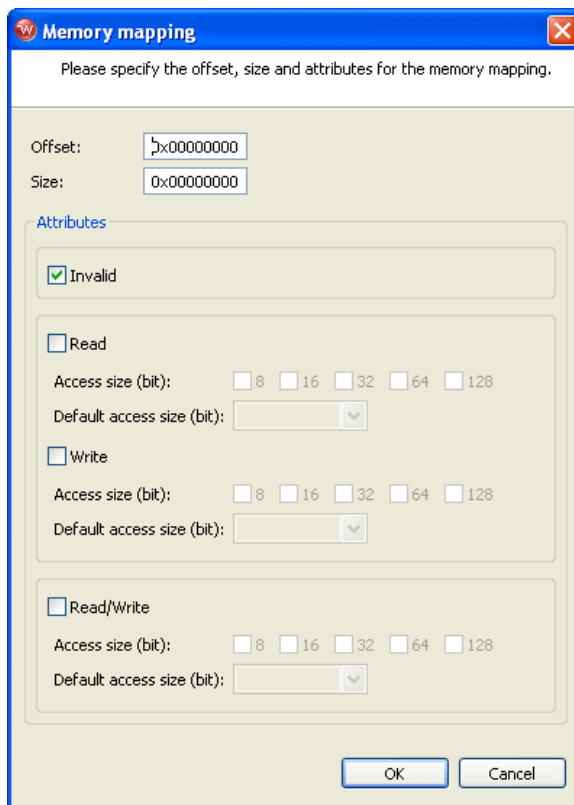 Memory mapping
Please specify the offset, size and attributes for the memory mapping.
Offset: 0x00000000
Size: 0x00000000
Attributes
Invalid
Read
Access size (bit): 8 16 32 64 128
Default access size (bit):
Write
Access size (bit): 8 16 32 64 128
Default access size (bit):
Read/Write
Access size (bit): 8 16 32 64 128
Default access size (bit):
OK Cancel